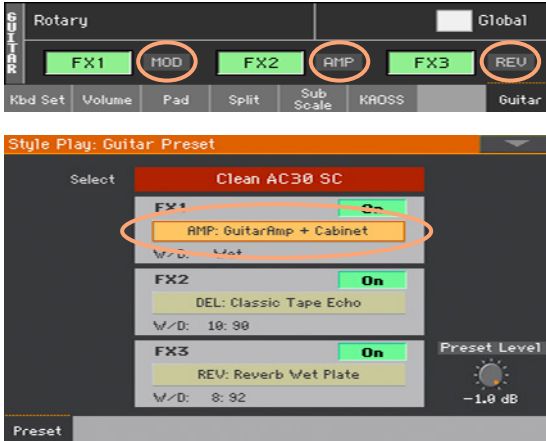 GUITAR
Rotary
Global
FX1 MOD FX2 AMP FX3 REV
Kbd Set Volume Pad Split Sub Scale KAOSS Guitar
Style Play: Guitar Preset
Select Clean AC30 SC
FX1 On
AMP: GuitarAmp + Cabinet
W/D: Wet
FX2 On
DEL: Classic Tape Echo
W/D: 10:90
FX3 On
REV: Reverb Wet Plate
W/D: 8:92
Preset Level
-1.0 dB
Preset